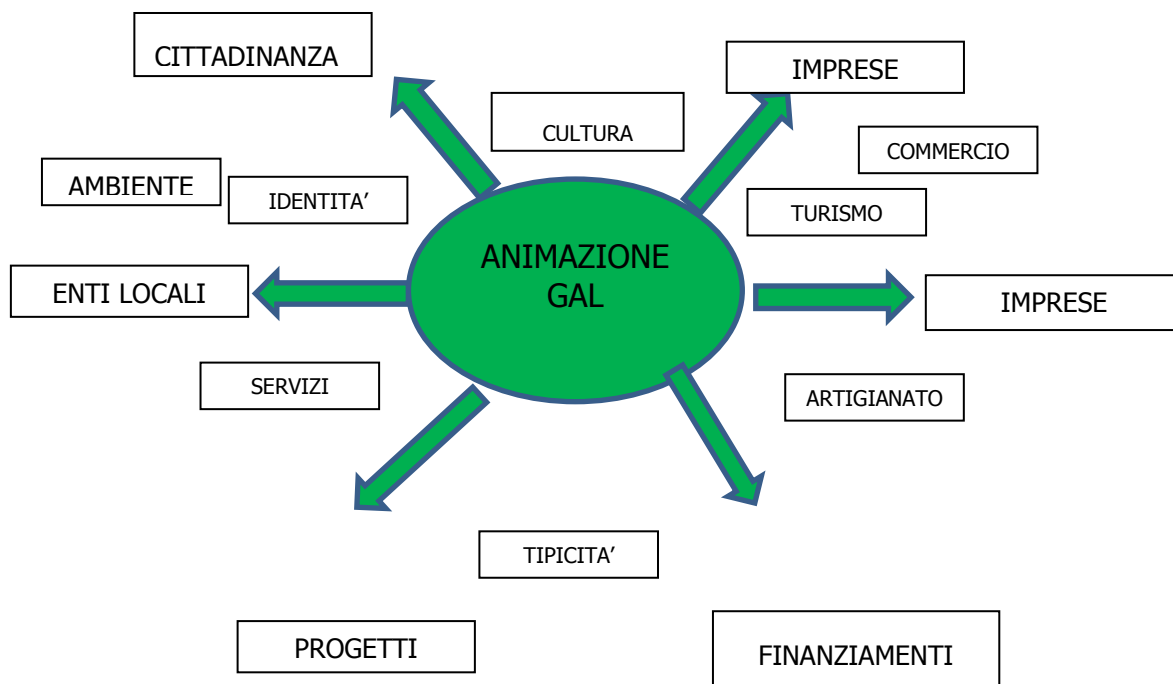 CITTADINANZA
IMPRESE
CULTURA
COMMERCIO
AMBIENTE
IDENTITA’
TURISMO
ANIMAZIONE
GAL
ENTI LOCALI
IMPRESE
SERVIZI
ARTIGIANATO
TIPICITA’
PROGETTI
FINANZIAMENTI